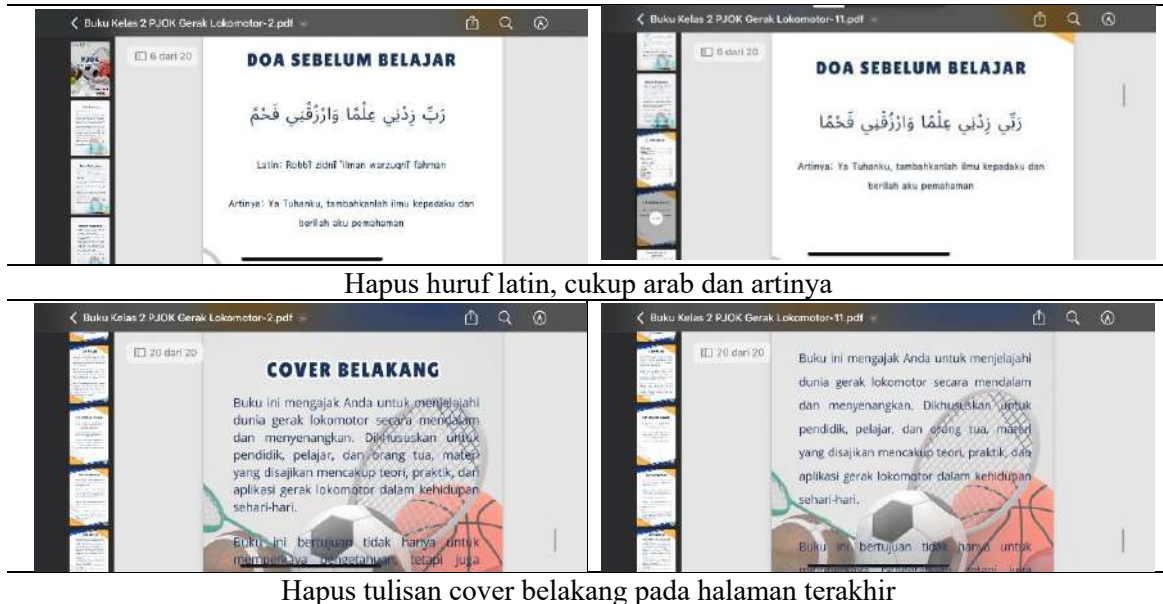 Buku Kelas 2 PJOK Gerak Lokomotor-2.pdf
6 dari 20
PJOK
DOA SEBELUM BELAJAR
رَبِّ زِدْنِي عِلْمًا وَارْزُقْنِي فَحْمً
Latin: Robbī zidnī 'ilman warzuqnī fahman
Artinya: Ya Tuhanku, tambahkanlah ilmu kepadaku dan
berilah aku pemahaman
Buku Kelas 2 PJOK Gerak Lokomotor-11.pdf
6 dari 20
DOA SEBELUM BELAJAR
رَبِّي زِدْنِي عِلْمًا وَارْزُقْنِي فَحْمًا
Artinya: Ya Tuhanku, tambahkanlah ilmu kepadaku dan
berilah aku pemahaman
Hapus huruf latin, cukup arab dan artinya
Buku Kelas 2 PJOK Gerak Lokomotor-2.pdf
20 dari 20
COVER BELAKANG
Buku ini mengajak Anda untuk menjelajahi
dunia gerak lokomotor secara mendalam
dan menyenangkan. Dikhususkan untuk
pendidik, pelajar, dan orang tua, materi
yang disajikan mencakup teori, praktik, dan
aplikasi gerak lokomotor dalam kehidupan
sehari-hari.
Buku ini bertujuan tidak hanya untuk
memperkaya pengetahuan, tetapi juga
Buku Kelas 2 PJOK Gerak Lokomotor-11.pdf
20 dari 20
Buku ini mengajak Anda untuk menjelajahi
dunia gerak lokomotor secara mendalam
dan menyenangkan. Dikhususkan untuk
pendidik, pelajar, dan orang tua, materi
yang disajikan mencakup teori, praktik, dan
aplikasi gerak lokomotor dalam kehidupan
sehari-hari.
Buku ini bertujuan tidak hanya untuk
memperkaya pengetahuan, tetapi juga
Hapus tulisan cover belakang pada halaman terakhir